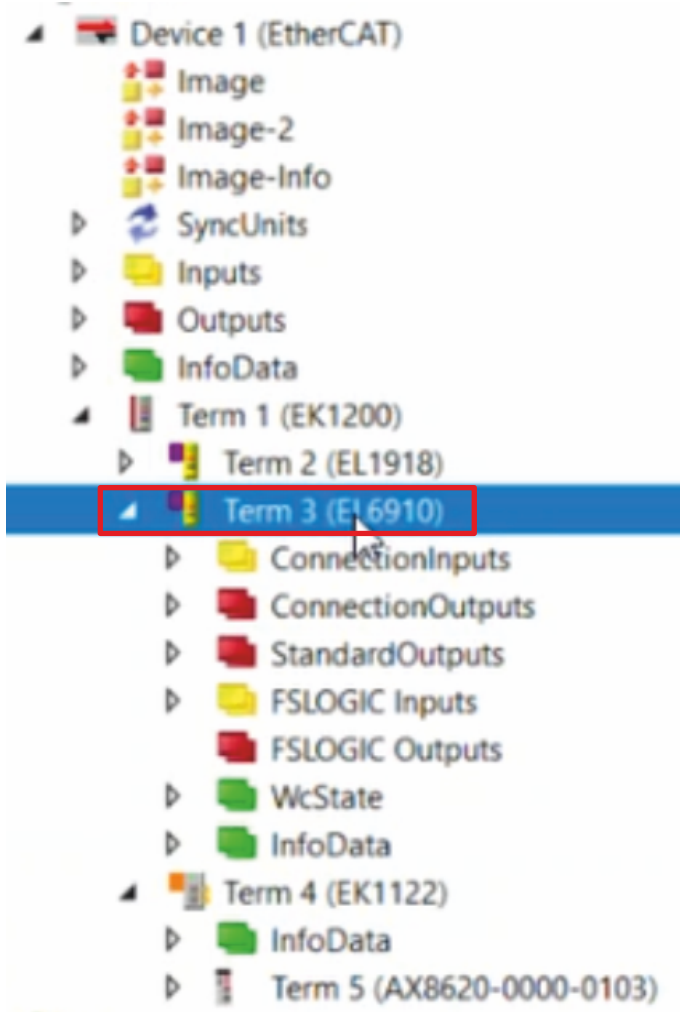 Device 1 (EtherCAT)
Image
Image-2
Image-Info
SyncUnits
Inputs
Outputs
InfoData
Term 1 (EK1200)
Term 2 (EL1918)
Term 3 (EL6910)
ConnectionInputs
ConnectionOutputs
StandardOutputs
FSLOGIC Inputs
FSLOGIC Outputs
WcState
InfoData
Term 4 (EK1122)
InfoData
Term 5 (AX8620-0000-0103)